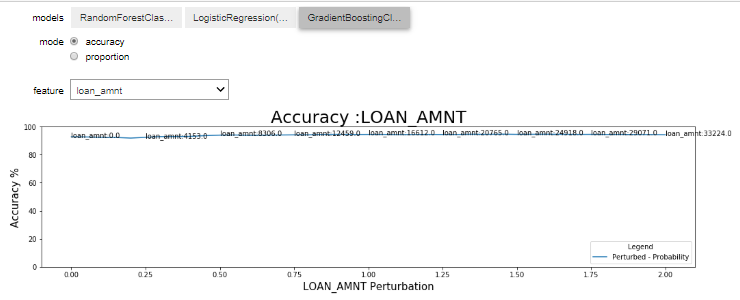 models RandomForestClas... LogisticRegression(... GradientBoostingCl...
mode accuracy
proportion
feature loan_amnt
Accuracy :LOAN_AMNT
100 loan_amnt:0.0 loan_amnt:4153.0 loan_amnt:8306.0 loan_amnt:12459.0 loan_amnt:16612.0 loan_amnt:20765.0 loan_amnt:24918.0 loan_amnt:29071.0 loan_amnt:33224.0
80
60
40
20
0
Accuracy %
Legend
Perturbed - Probability
0.00 0.25 0.50 0.75 1.00 1.25 1.50 1.75 2.00
LOAN_AMNT Perturbation